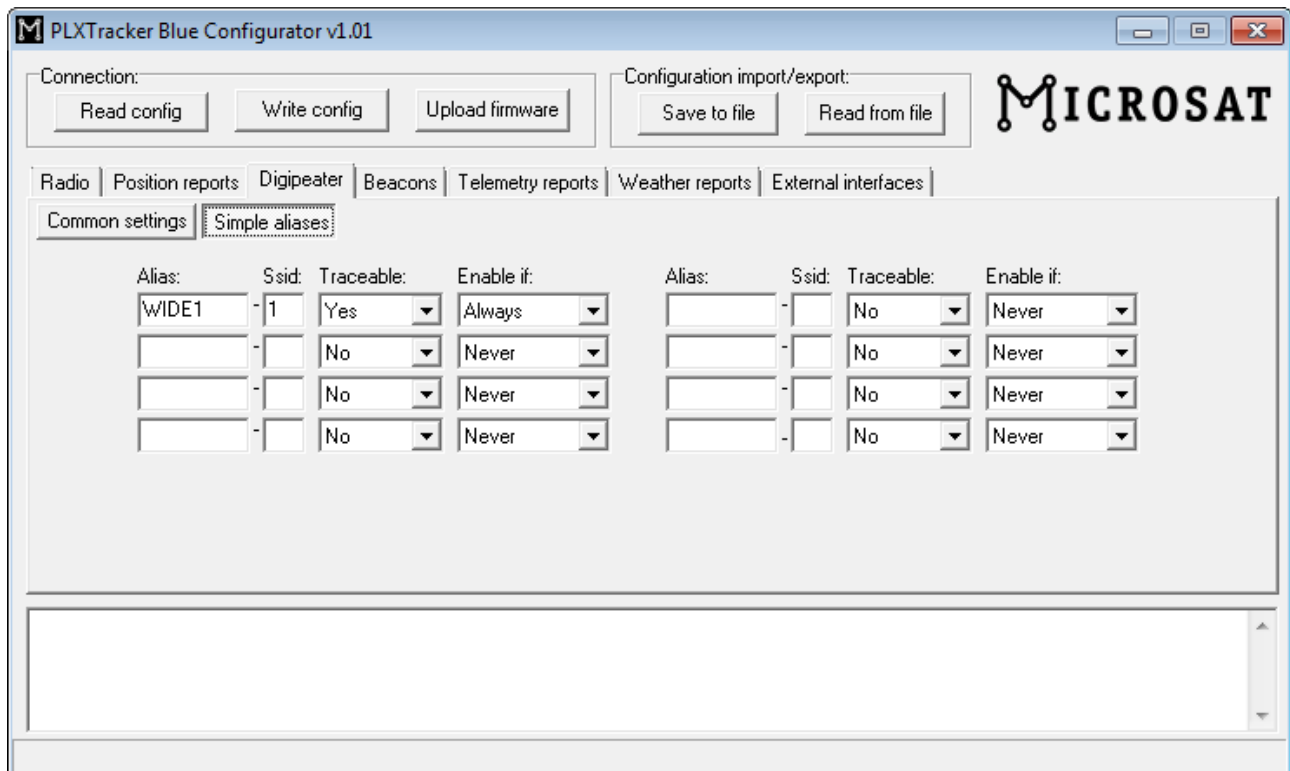 PLXTracker Blue Configurator v1.01
Connection:
Read config Write config Upload firmware
Configuration import/export:
Save to file Read from file
MICROSAT
Radio Position reports Digipeater Beacons Telemetry reports Weather reports External interfaces
Common settings Simple aliases
Alias: Ssid: Traceable: Enable if: Alias: Ssid: Traceable: Enable if:
WIDE1 - 1 Yes Always - No Never
- No Never - No Never
- No Never - No Never
- No Never - No Never